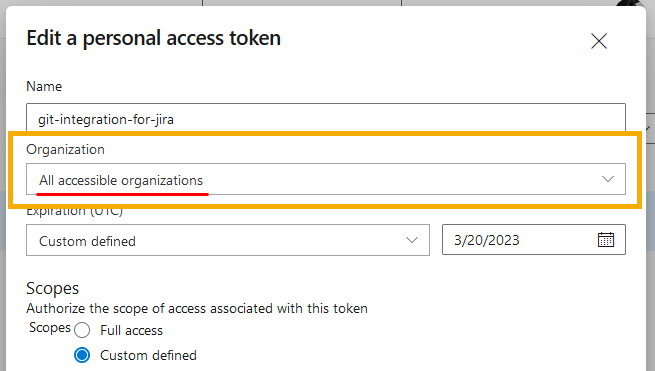 Edit a personal access token
Name
git-integration-for-jira
Organization
All accessible organizations
Expiration (UTC)
Custom defined
3/20/2023
Scopes
Authorize the scope of access associated with this token
Scopes Full access
Custom defined